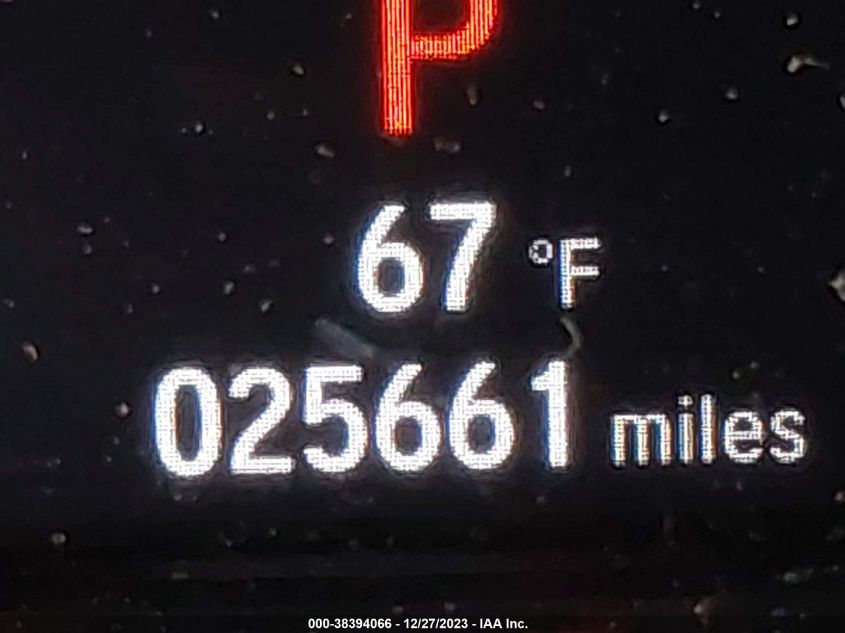 P
67 °F
025661 miles
000-38394066 - 12/27/2023 - IAA Inc.